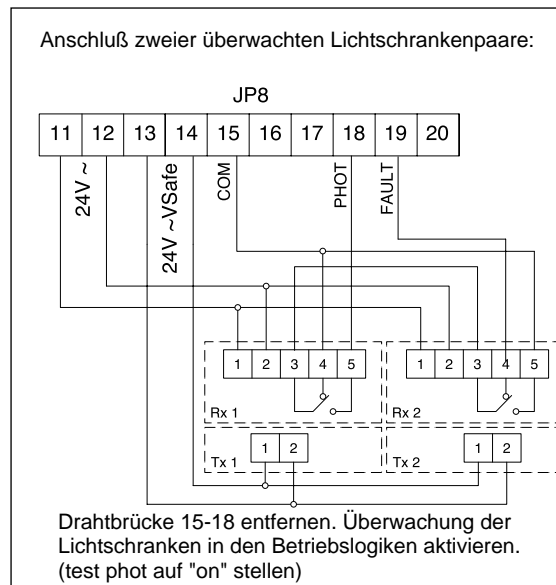 Anschluß zweier überwachten Lichtschrankenpaare:
JP8
11 12 13 14 15 16 17 18 19 20
24V ~
24V ~VSafe
COM
PHOT
FAULT
1 2 3 4 5
1 2 3 4 5
Rx 1
Rx 2
1 2
1 2
Tx 1
Tx 2
Drahtbrücke 15-18 entfernen. Überwachung der
Lichtschranken in den Betriebslogiken aktivieren.
(test phot auf "on" stellen)